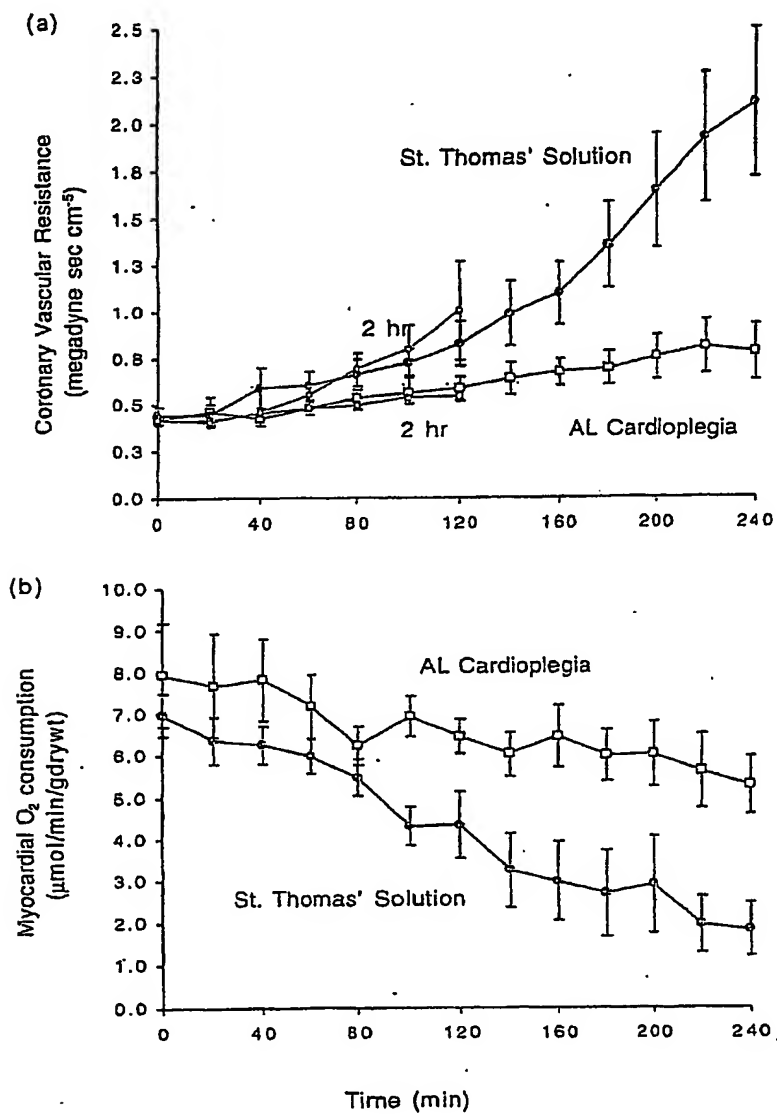 (a)
2.5
2.3
2.0
1.8
1.5
1.3
1.0
0.8
0.5
0.3
0.0
Coronary Vascular Resistance
(megadyne sec cm⁻⁵)
St. Thomas' Solution
2 hr
2 hr
AL Cardioplegia
0 40 80 120 160 200 240
(b)
10.0
9.0
8.0
7.0
6.0
5.0
4.0
3.0
2.0
1.0
0.0
Myocardial O₂ consumption
(μmol/min/gdrywt)
AL Cardioplegia
St. Thomas' Solution
0 40 80 120 160 200 240
Time (min)